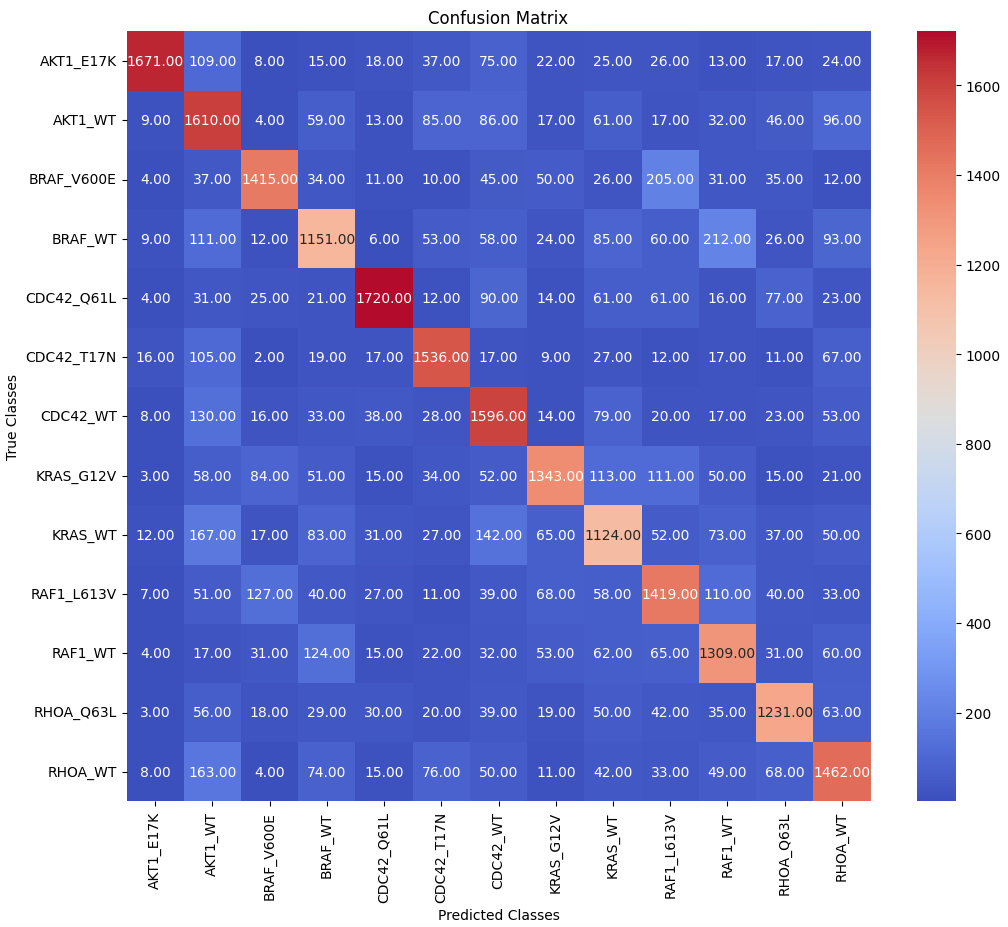 Confusion Matrix
AKT1_E17K 1671.00 109.00 8.00 15.00 18.00 37.00 75.00 22.00 25.00 26.00 13.00 17.00 24.00
AKT1_WT 9.00 1610.00 4.00 59.00 13.00 85.00 86.00 17.00 61.00 17.00 32.00 46.00 96.00
BRAF_V600E 4.00 37.00 1415.00 34.00 11.00 10.00 45.00 50.00 26.00 205.00 31.00 35.00 12.00
BRAF_WT 9.00 111.00 12.00 1151.00 6.00 53.00 58.00 24.00 85.00 60.00 212.00 26.00 93.00
CDC42_Q61L 4.00 31.00 25.00 21.00 1720.00 12.00 90.00 14.00 61.00 61.00 16.00 77.00 23.00
CDC42_T17N 16.00 105.00 2.00 19.00 17.00 1536.00 17.00 9.00 27.00 12.00 17.00 11.00 67.00
CDC42_WT 8.00 130.00 16.00 33.00 38.00 28.00 1596.00 14.00 79.00 20.00 17.00 23.00 53.00
KRAS_G12V 3.00 58.00 84.00 51.00 15.00 34.00 52.00 1343.00 113.00 111.00 50.00 15.00 21.00
KRAS_WT 12.00 167.00 17.00 83.00 31.00 27.00 142.00 65.00 1124.00 52.00 73.00 37.00 50.00
RAF1_L613V 7.00 51.00 127.00 40.00 27.00 11.00 39.00 68.00 58.00 1419.00 110.00 40.00 33.00
RAF1_WT 4.00 17.00 31.00 124.00 15.00 22.00 32.00 53.00 62.00 65.00 1309.00 31.00 60.00
RHOA_Q63L 3.00 56.00 18.00 29.00 30.00 20.00 39.00 19.00 50.00 42.00 35.00 1231.00 63.00
RHOA_WT 8.00 163.00 4.00 74.00 15.00 76.00 50.00 11.00 42.00 33.00 49.00 68.00 1462.00
True Classes
AKT1_E17K
AKT1_WT
BRAF_V600E
BRAF_WT
CDC42_Q61L
CDC42_T17N
CDC42_WT
KRAS_G12V
KRAS_WT
RAF1_L613V
RAF1_WT
RHOA_Q63L
RHOA_WT
Predicted Classes
1600
1400
1200
1000
800
600
400
200